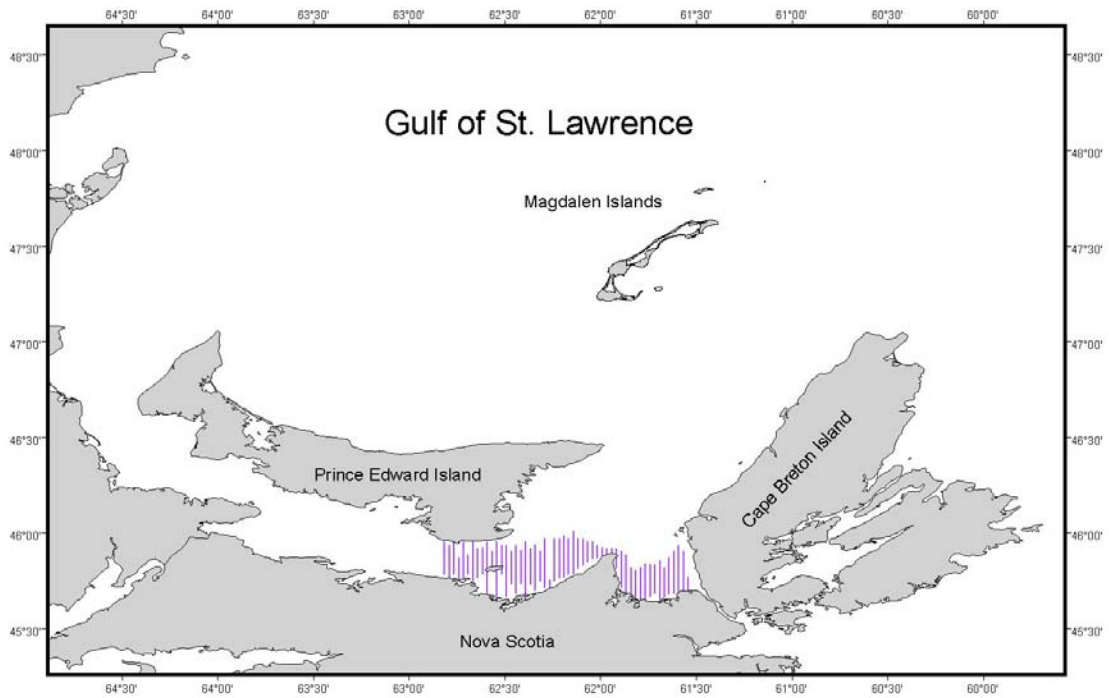 64°30' 64°00' 63°30' 63°00' 62°30' 62°00' 61°30' 61°00' 60°30' 60°00'
48°30' 48°30'
Gulf of St. Lawrence
48°00' 48°00'
Magdalen Islands
47°30' 47°30'
47°00' 47°00'
46°30' 46°30'
Prince Edward Island
Cape Breton Island
46°00' 46°00'
45°30' 45°30'
Nova Scotia
64°30' 64°00' 63°30' 63°00' 62°30' 62°00' 61°30' 61°00' 60°30' 60°00'